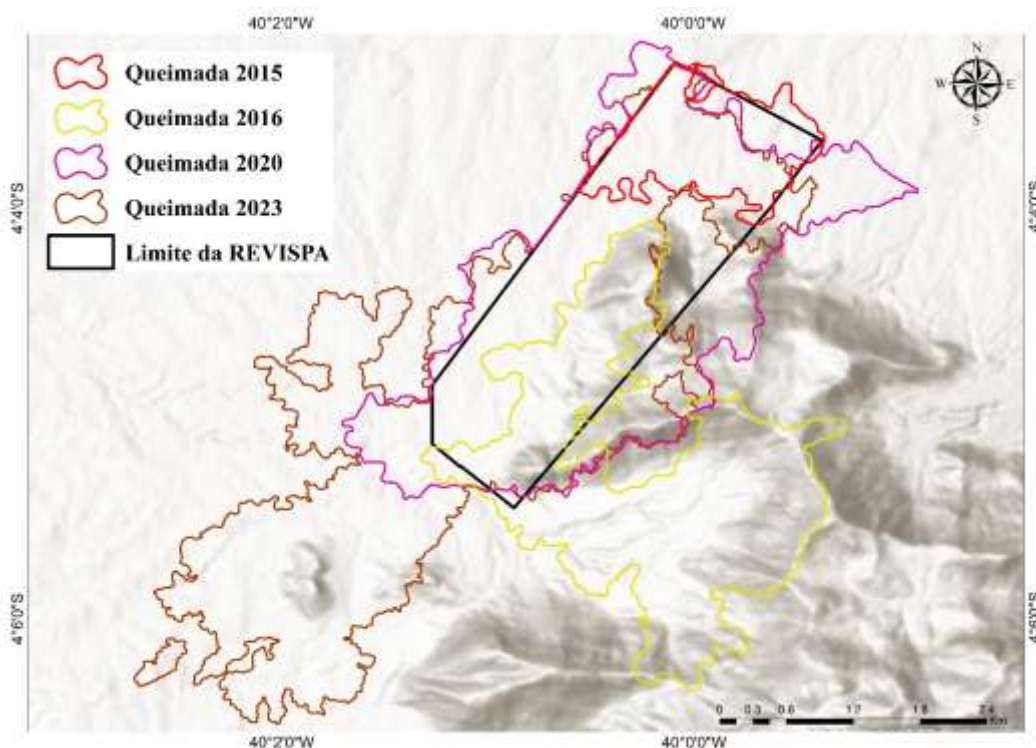 40°2'0"W 40°0'0"W
Queimada 2015
Queimada 2016
Queimada 2020
Queimada 2023
Limite da REVISPA
N
W E
S
4°4'0"S 4°4'0"S
4°6'0"S 4°6'0"S
0 0.3 0.6 1.2 1.8 2.4
Km
40°2'0"W 40°0'0"W